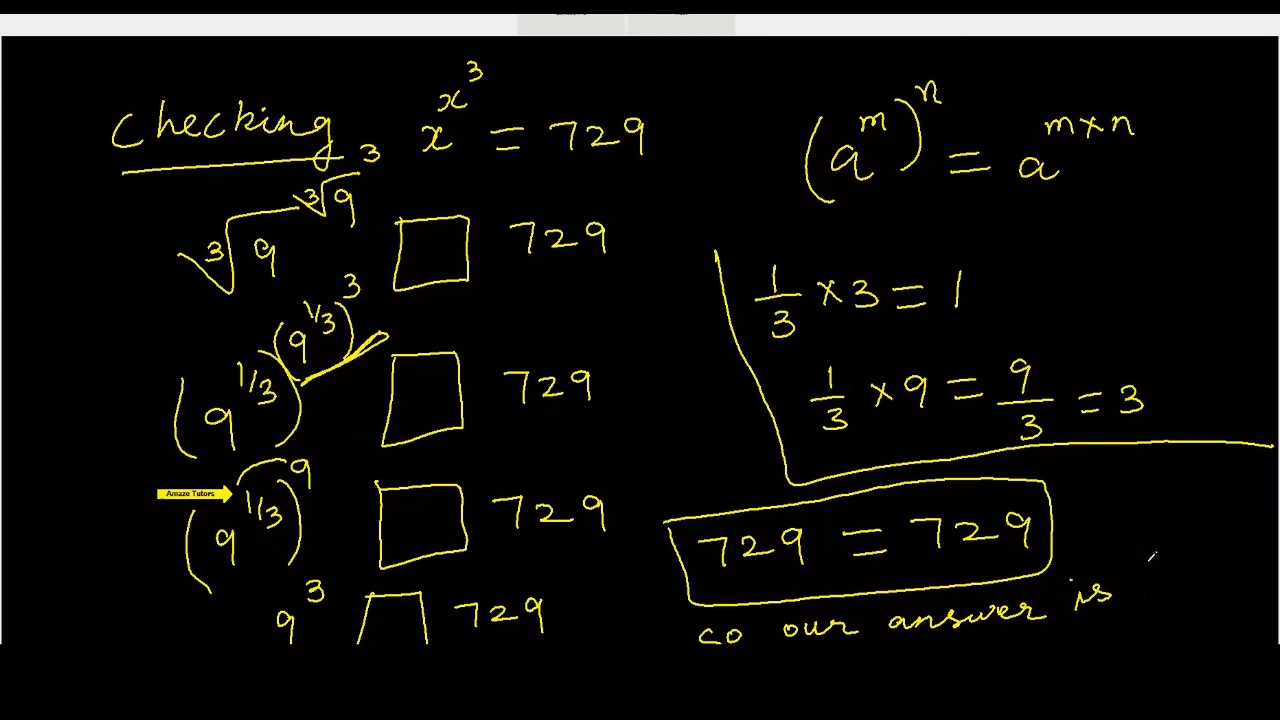 Checking x^x^3 = 729
∛9^∛9^3 □ 729
(9^1/3)^(9^1/3)^3 □ 729
Amaze Tutors
(9^1/3)^9 □ 729
9^3 □ 729
(a^m)^n = a^m×n
1/3 × 3 = 1
1/3 × 9 = 9/3 = 3
729 = 729
so our answer is